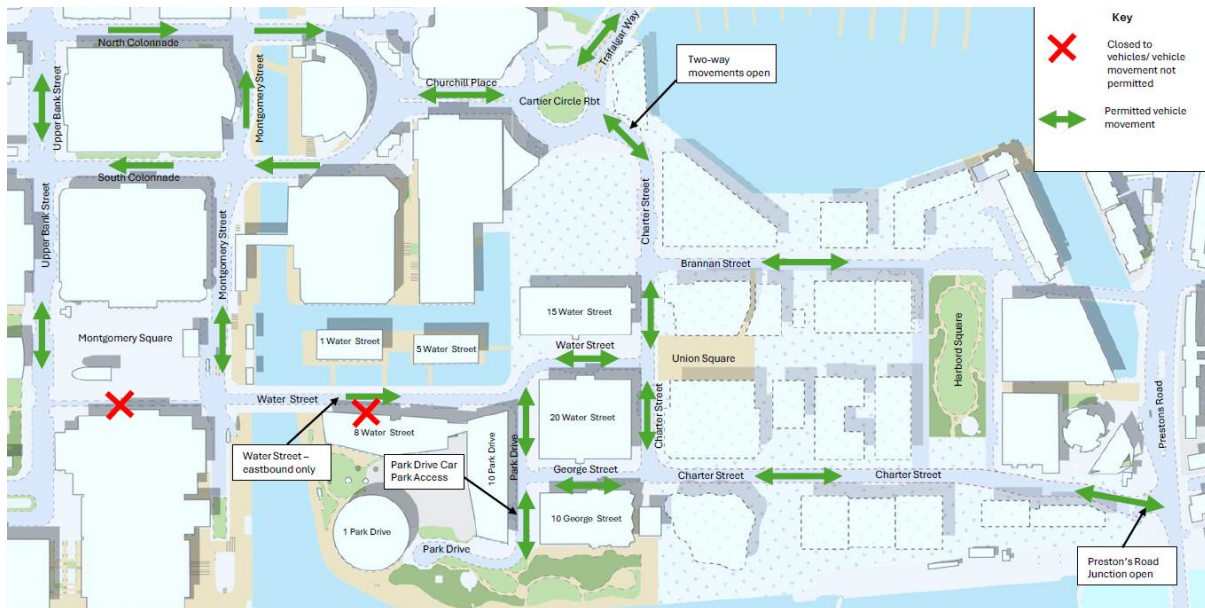 Key
Closed to
vehicles/ vehicle
movement not
permitted
Permitted vehicle
movement
Trafalgar Way
Two-way
movements open
North Colonnade
Upper Bank Street
Montgomery Street
Churchill Place
Cartier Circle Rbt
South Colonnade
Upper Bank Street
Montgomery Street
Charter Street
Brannan Street
15 Water Street
Montgomery Square
1 Water Street
5 Water Street
Water Street
Union Square
Harbord Square
Water Street
8 Water Street
20 Water Street
Charter Street
Prestons Road
Water Street –
eastbound only
Park Drive Car
Park Access
10 Park Drive
Park Drive
George Street
Charter Street
Charter Street
1 Park Drive
10 George Street
Park Drive
Preston's Road
Junction open